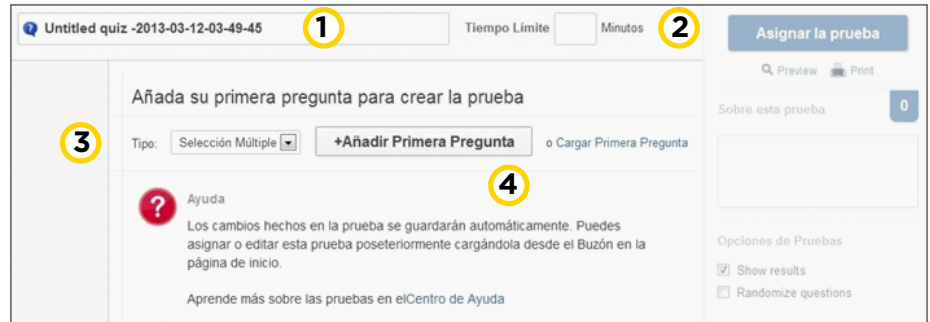 Untitled quiz -2013-03-12-03-49-45
1
Tiempo Límite
Minutos
2
Asignar la prueba
Preview
Print
Añada su primera pregunta para crear la prueba
Sobre esta prueba
0
3
Tipo:
Selección Múltiple
+Añadir Primera Pregunta
o Cargar Primera Pregunta
4
?
Ayuda
Los cambios hechos en la prueba se guardarán automáticamente. Puedes
asignar o editar esta prueba poseteriormente cargándola desde el Buzón en la
página de inicio.
Aprende más sobre las pruebas en elCentro de Ayuda
Opciones de Pruebas
Show results
Randomize questions